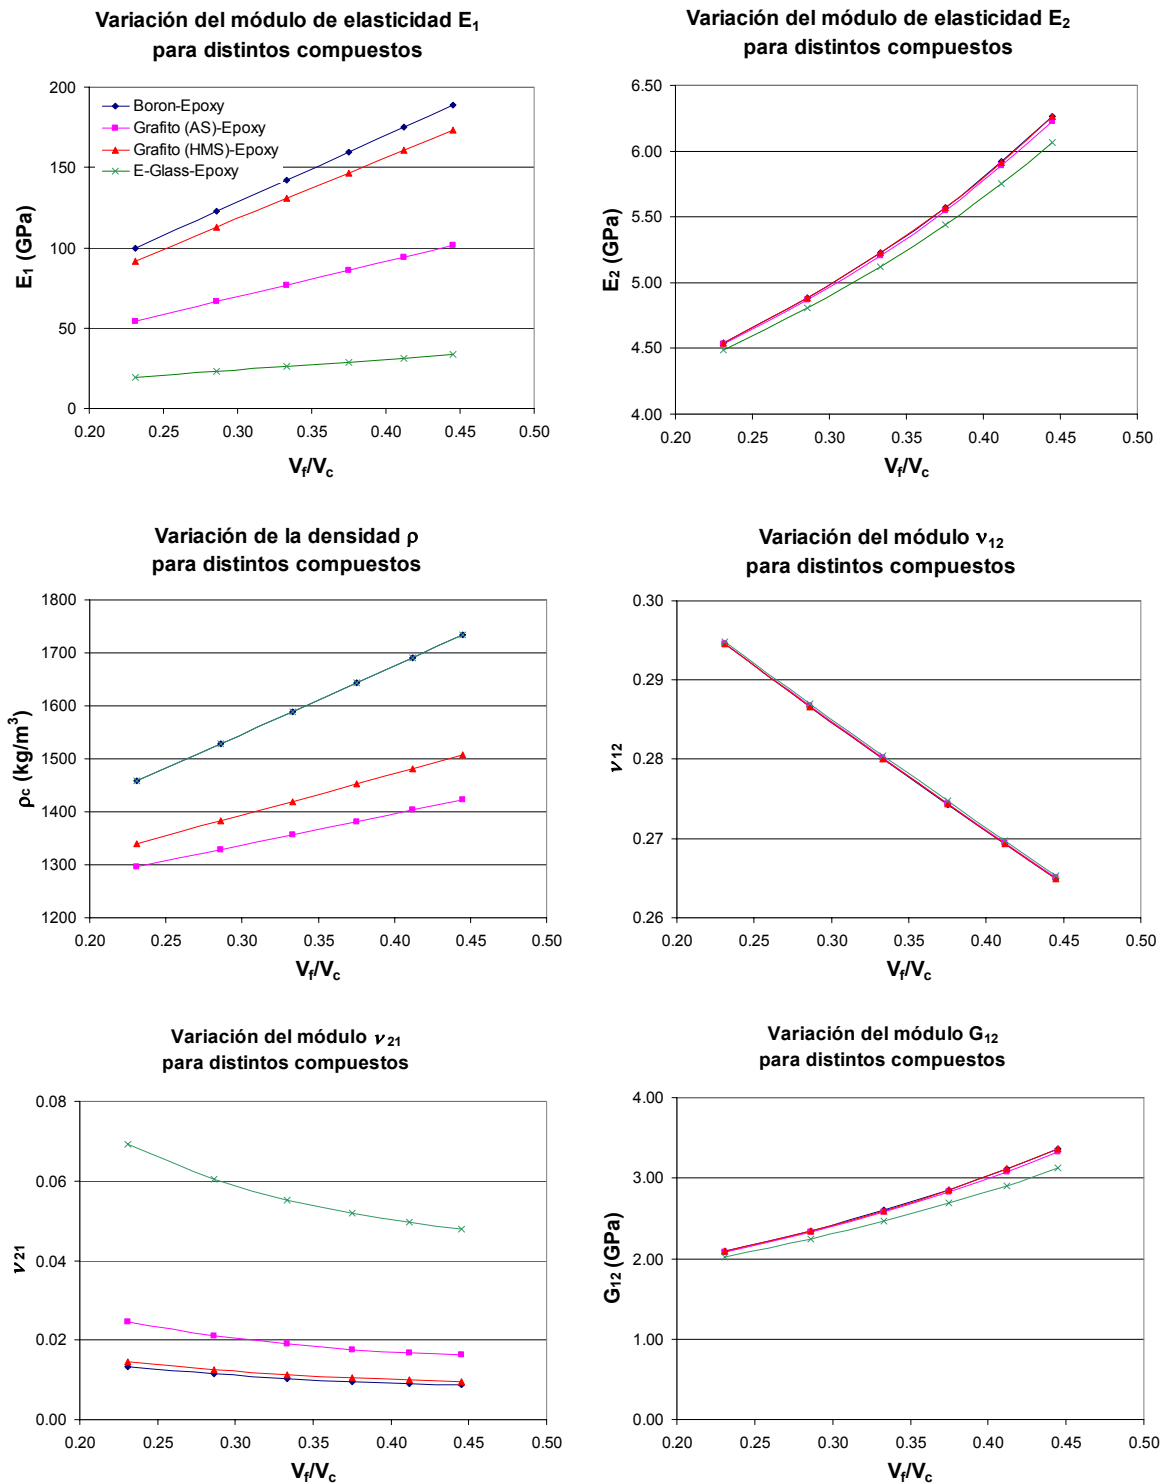 Variación del módulo de elasticidad E1
para distintos compuestos
200
150
100
50
0
E1 (GPa)
Boron-Epoxy
Grafito (AS)-Epoxy
Grafito (HMS)-Epoxy
E-Glass-Epoxy
0.20 0.25 0.30 0.35 0.40 0.45 0.50
Vf/Vc
Variación del módulo de elasticidad E2
para distintos compuestos
6.50
6.00
5.50
5.00
4.50
4.00
E2 (GPa)
0.20 0.25 0.30 0.35 0.40 0.45 0.50
Vf/Vc
Variación de la densidad ρ
para distintos compuestos
1800
1700
1600
1500
1400
1300
1200
ρc (kg/m³)
0.20 0.25 0.30 0.35 0.40 0.45 0.50
Vf/Vc
Variación del módulo ν12
para distintos compuestos
0.30
0.29
0.28
0.27
0.26
ν12
0.20 0.25 0.30 0.35 0.40 0.45 0.50
Vf/Vc
Variación del módulo ν21
para distintos compuestos
0.08
0.06
0.04
0.02
0.00
ν21
0.20 0.25 0.30 0.35 0.40 0.45 0.50
Vf/Vc
Variación del módulo G12
para distintos compuestos
4.00
3.00
2.00
1.00
0.00
G12 (GPa)
0.20 0.25 0.30 0.35 0.40 0.45 0.50
Vf/Vc